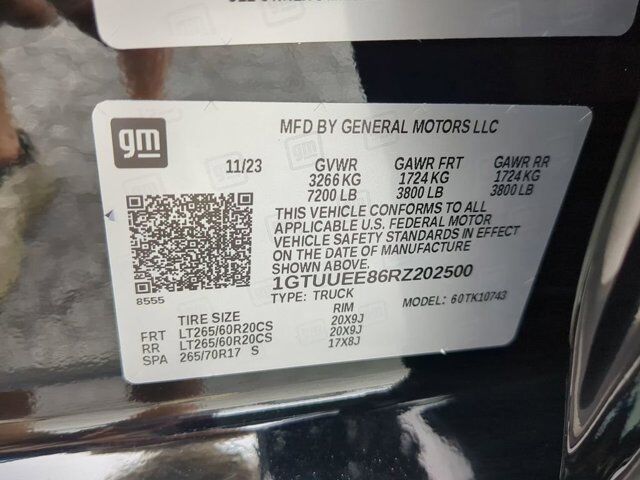 gm
MFD BY GENERAL MOTORS LLC
11/23 GVWR GAWR FRT GAWR RR
3266 KG 1724 KG 1724 KG
7200 LB 3800 LB 3800 LB
THIS VEHICLE CONFORMS TO ALL
APPLICABLE U.S. FEDERAL MOTOR
VEHICLE SAFETY STANDARDS IN EFFECT
ON THE DATE OF MANUFACTURE
SHOWN ABOVE.
8555 1GTUUEE86RZ202500
TYPE: TRUCK MODEL: 60TK10743
TIRE SIZE RIM
FRT LT265/60R20CS 20X9J
RR LT265/60R20CS 20X9J
SPA 265/70R17 S 17X8J